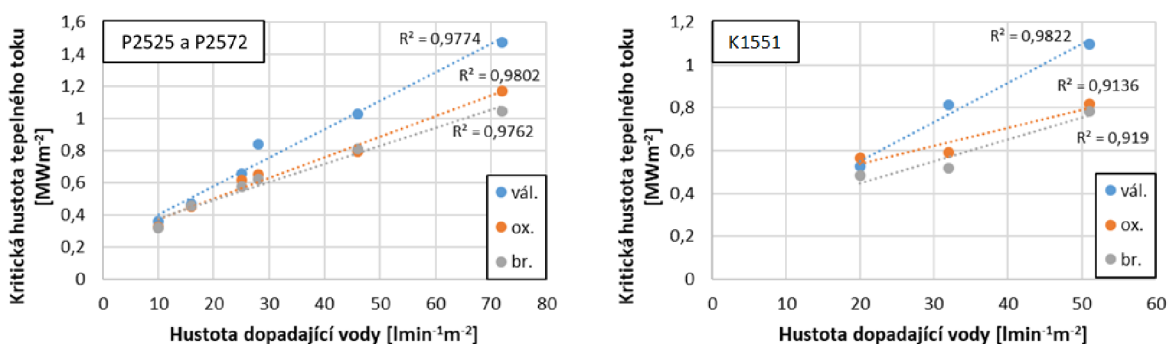 Kritická hustota tepelného toku
[MWm⁻²]
1,6
1,4
1,2
1
0,8
0,6
0,4
0,2
0
P2525 a P2572
R² = 0,9774
R² = 0,9802
R² = 0,9762
vál.
ox.
br.
0 10 20 30 40 50 60 70 80
Hustota dopadající vody [lmin⁻¹m⁻²]
Kritická hustota tepelného toku
[MWm⁻²]
1,2
1
0,8
0,6
0,4
0,2
0
K1551
R² = 0,9822
R² = 0,9136
R² = 0,919
vál.
ox.
br.
0 10 20 30 40 50 60
Hustota dopadající vody [lmin⁻¹m⁻²]